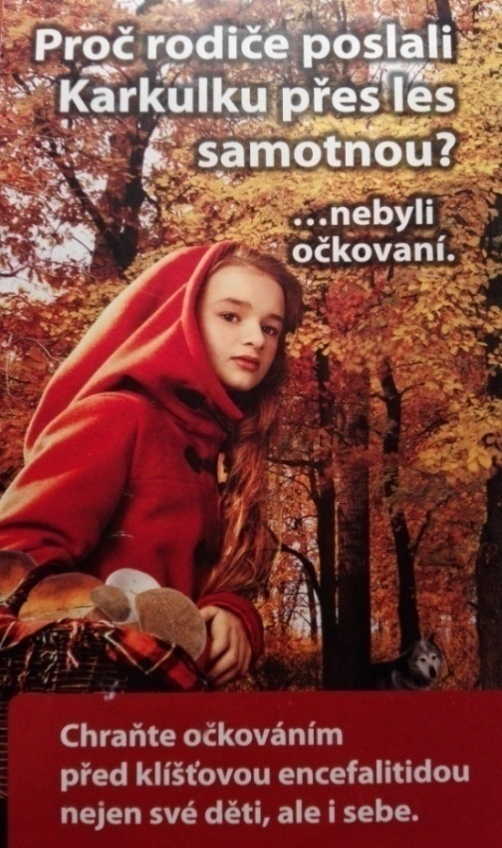 Proč rodiče poslali
Karkulku přes les
samotnou?
...nebyli
očkovaní.
Chraňte očkováním
před klíšťovou encefalitidou
nejen své děti, ale i sebe.